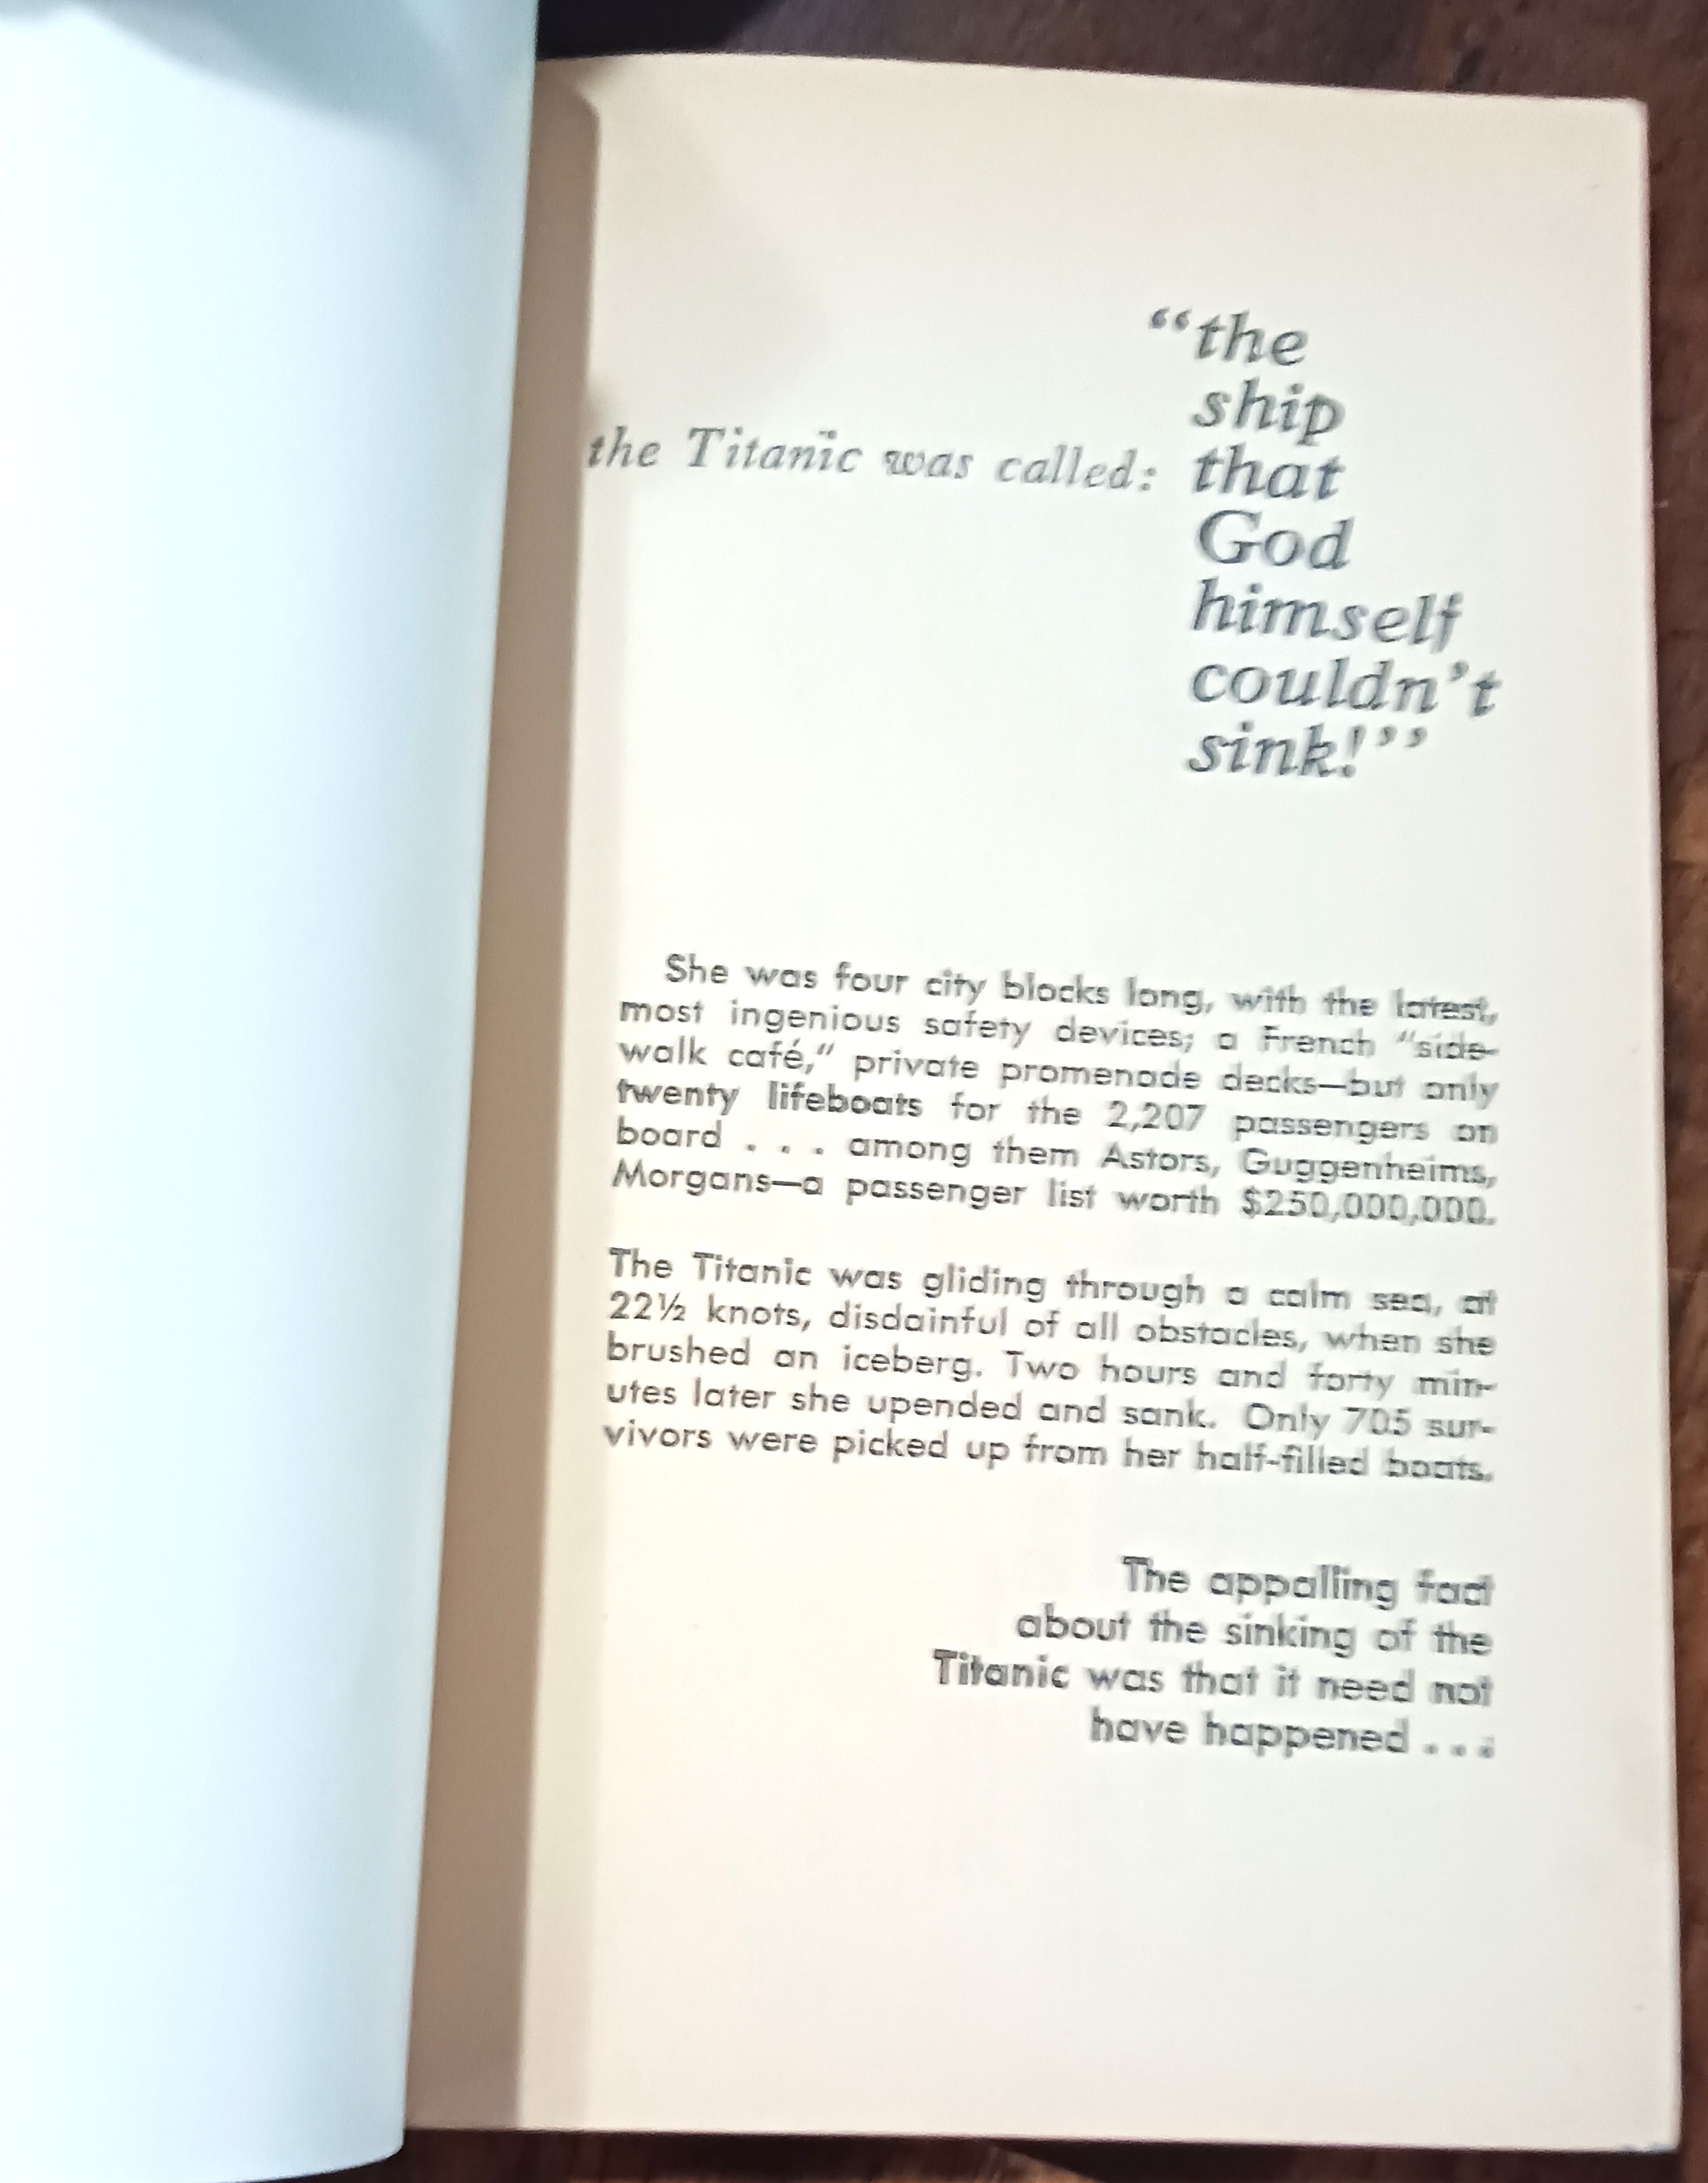 "the
ship
the Titanic was called: that
God
himself
couldn't
sink!"
She was four city blocks long, with the latest,
most ingenious safety devices; a French "side-
walk café," private promenade decks—but only
twenty lifeboats for the 2,207 passengers on
board . . . among them Astors, Guggenheims,
Morgans—a passenger list worth $250,000,000.
The Titanic was gliding through a calm sea, at
22½ knots, disdainful of all obstacles, when she
brushed an iceberg. Two hours and forty min-
utes later she upended and sank. Only 705 sur-
vivors were picked up from her half-filled boats.
The appalling fact
about the sinking of the
Titanic was that it need not
have happened . . .